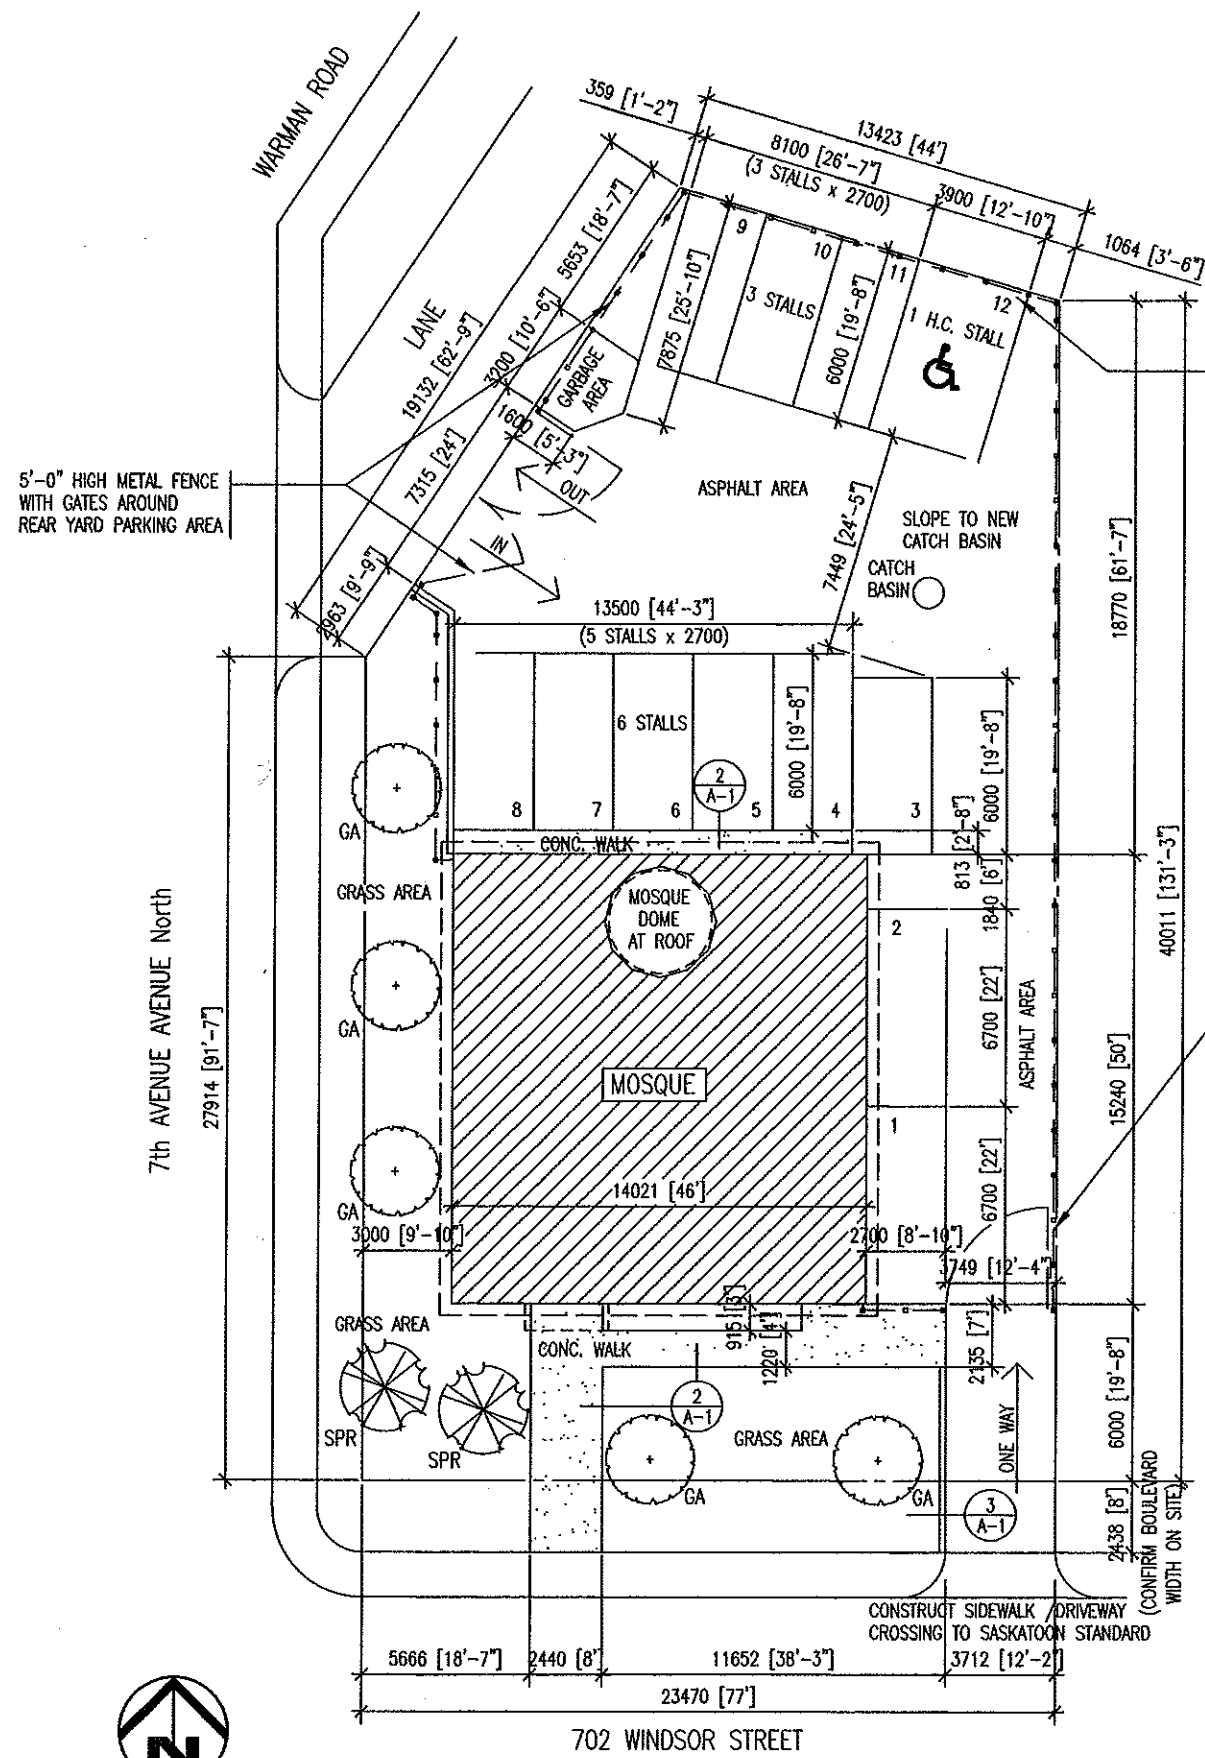 WARMAN ROAD
359 [1'-2"]
13423 [44']
8100 [26'-7"]
(3 STALLS x 2700)
3900 [12'-10"]
1064 [3'-6"]
5653 [18'-7"]
LANE
19132 [62'-9"]
3200 [10'-6"]
7875 [25'-10"]
9
10
11
12
3 STALLS
6000 [19'-8"]
1 H.C. STALL
GARBAGE
AREA
1600 [5'-3"]
7315 [24']
5'-0" HIGH METAL FENCE
WITH GATES AROUND
REAR YARD PARKING AREA
OUT
IN
ASPHALT AREA
SLOPE TO NEW
CATCH BASIN
CATCH
BASIN
7449 [24'-5"]
18770 [61'-7"]
2963 [9'-9"]
13500 [44'-3"]
(5 STALLS x 2700)
6 STALLS
6000 [19'-8"]
6000 [19'-8"]
2
A-1
8
7
6
5
4
3
GA
CONC. WALK
813 [2'-8"]
GRASS AREA
MOSQUE
DOME
AT ROOF
1840 [6']
2
40011 [131'-3"]
7th AVENUE AVENUE North
27914 [91'-7"]
GA
6700 [22']
ASPHALT AREA
MOSQUE
15240 [50']
1
14021 [46']
6700 [22']
GA
3000 [9'-10"]
2700 [8'-10"]
3749 [12'-4"]
GRASS AREA
CONC. WALK
915 [3']
1220 [4']
2135 [7']
6000 [19'-8"]
2
A-1
SPR
SPR
GRASS AREA
ONE WAY
GA
GA
3
A-1
2438 [8']
(CONFIRM BOULEVARD
WIDTH ON SITE)
CONSTRUCT SIDEWALK /DRIVEWAY
CROSSING TO SASKATOON STANDARD
5666 [18'-7"]
2440 [8']
11652 [38'-3"]
3712 [12'-2"]
23470 [77']
702 WINDSOR STREET
N